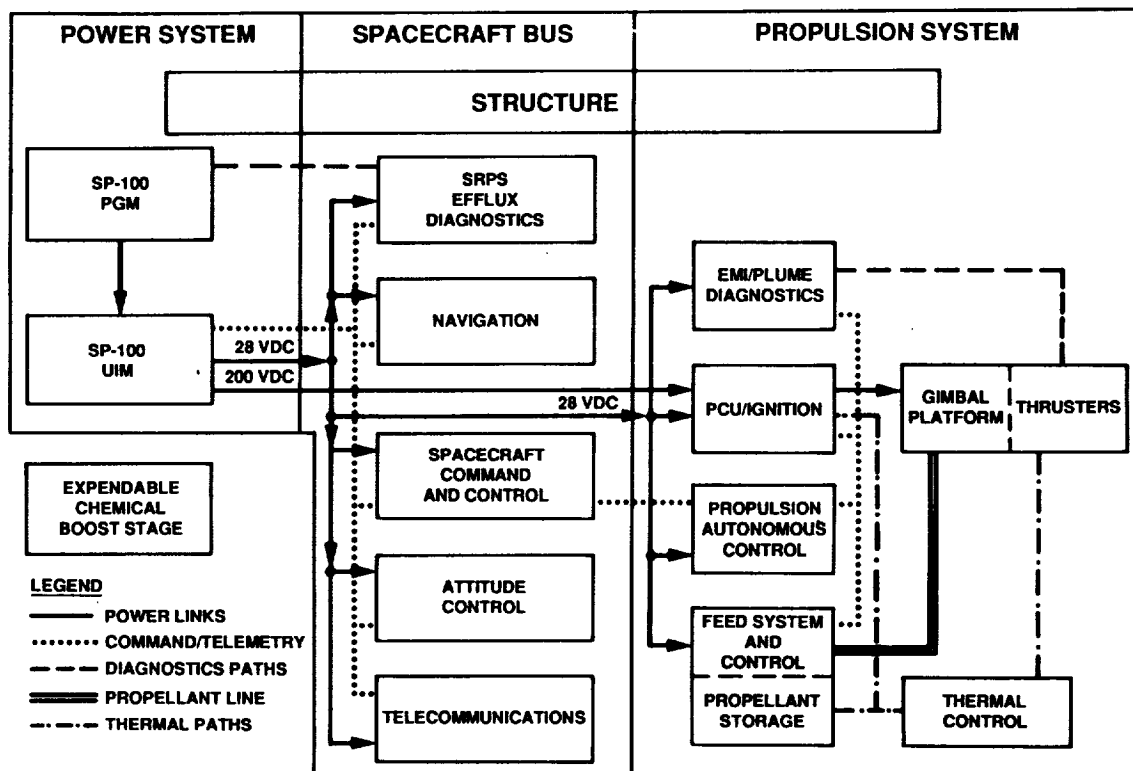 POWER SYSTEM
SPACECRAFT BUS
PROPULSION SYSTEM
STRUCTURE
SP-100
PGM
SRPS
EFFLUX
DIAGNOSTICS
EMI/PLUME
DIAGNOSTICS
NAVIGATION
SP-100
UIM
28 VDC
200 VDC
28 VDC
PCU/IGNITION
GIMBAL
PLATFORM
THRUSTERS
SPACECRAFT
COMMAND
AND CONTROL
EXPENDABLE
CHEMICAL
BOOST STAGE
PROPULSION
AUTONOMOUS
CONTROL
ATTITUDE
CONTROL
FEED SYSTEM
AND
CONTROL
PROPELLANT
STORAGE
THERMAL
CONTROL
TELECOMMUNICATIONS
LEGEND
POWER LINKS
COMMAND/TELEMETRY
DIAGNOSTICS PATHS
PROPELLANT LINE
THERMAL PATHS